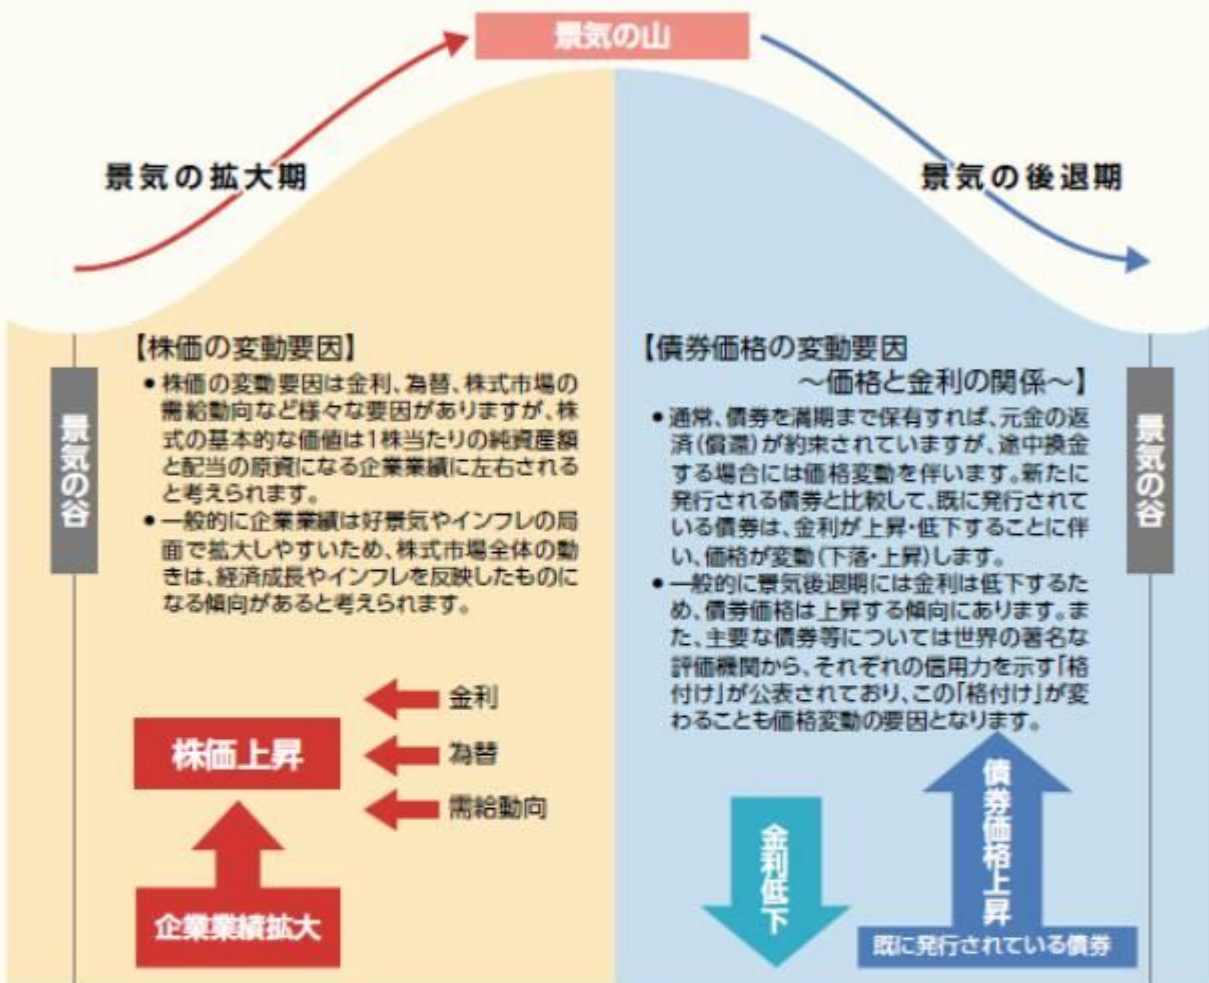 景気の山
景気の拡大期
景気の後退期
景気の谷
【株価の変動要因】
●株価の変動要因は金利、為替、株式市場の
需給動向など様々な要因がありますが、株
式の基本的な価値は1株当たりの純資産額
と配当の原資になる企業業績に左右される
と考えられます。
●一般的に企業業績は好景気やインフレの局
面で拡大しやすいため、株式市場全体の動
きは、経済成長やインフレを反映したものに
なる傾向があると考えられます。
金利
為替
需給動向
株価上昇
企業業績拡大
【債券価格の変動要因
～価格と金利の関係～】
●通常、債券を満期まで保有すれば、元金の返
済(償還)が約束されていますが、途中換金
する場合には価格変動を伴います。新たに
発行される債券と比較して、既に発行されて
いる債券は、金利が上昇・低下することに伴
い、価格が変動(下落・上昇)します。
●一般的に景気後退期には金利は低下するた
め、債券価格は上昇する傾向にあります。ま
た、主要な債券等については世界の著名な
評価機関から、それぞれの信用力を示す「格
付け」が公表されており、この「格付け」が変
わることも価格変動の要因となります。
金利低下
債券価格上昇
既に発行されている債券
景気の谷